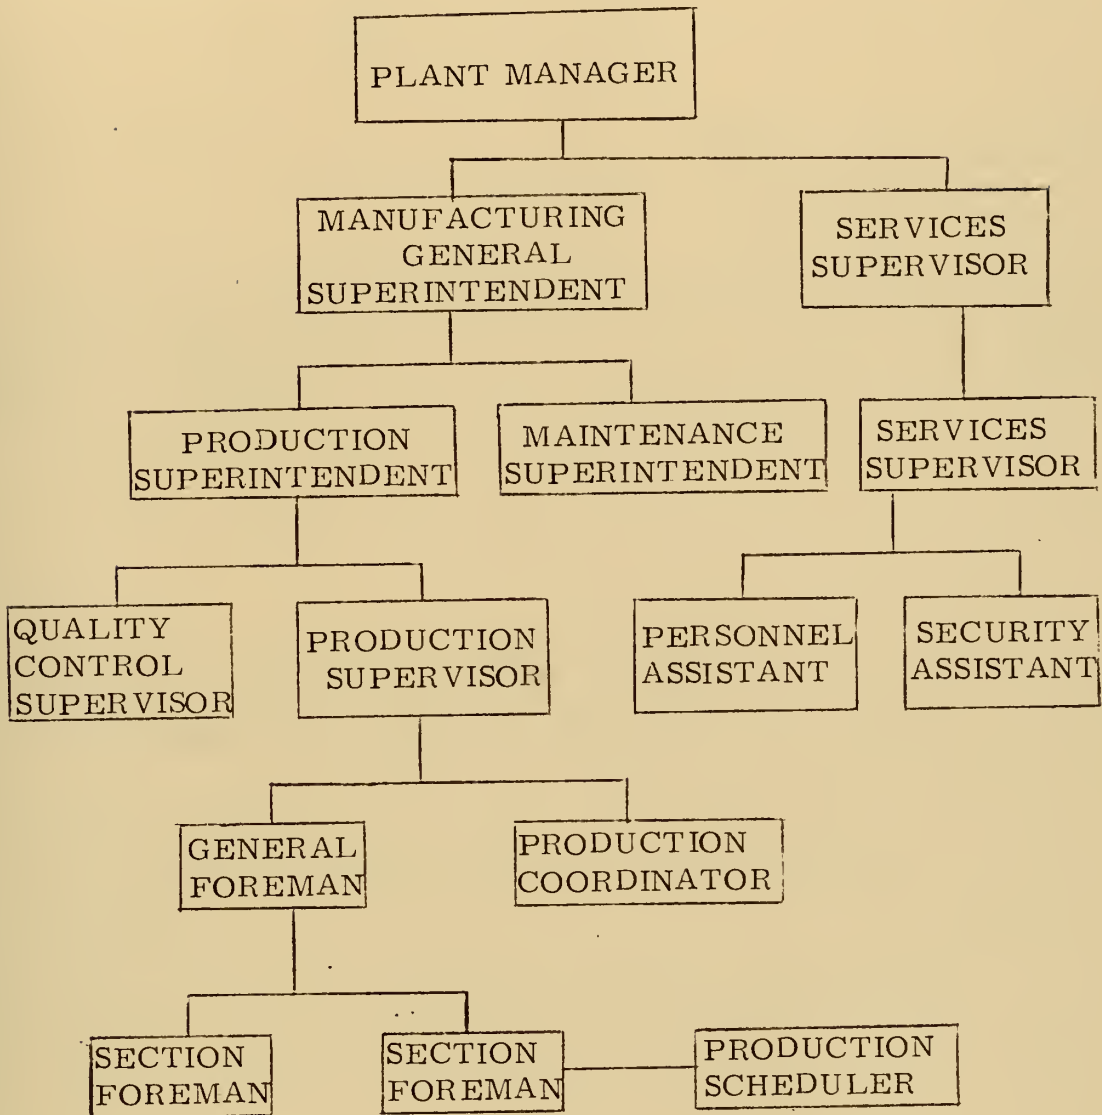 PLANT MANAGER
MANUFACTURING
GENERAL
SUPERINTENDENT
SERVICES
SUPERVISOR
PRODUCTION
SUPERINTENDENT
MAINTENANCE
SUPERINTENDENT
SERVICES
SUPERVISOR
QUALITY
CONTROL
SUPERVISOR
PRODUCTION
SUPERVISOR
PERSONNEL
ASSISTANT
SECURITY
ASSISTANT
GENERAL
FOREMAN
PRODUCTION
COORDINATOR
SECTION
FOREMAN
SECTION
FOREMAN
PRODUCTION
SCHEDULER